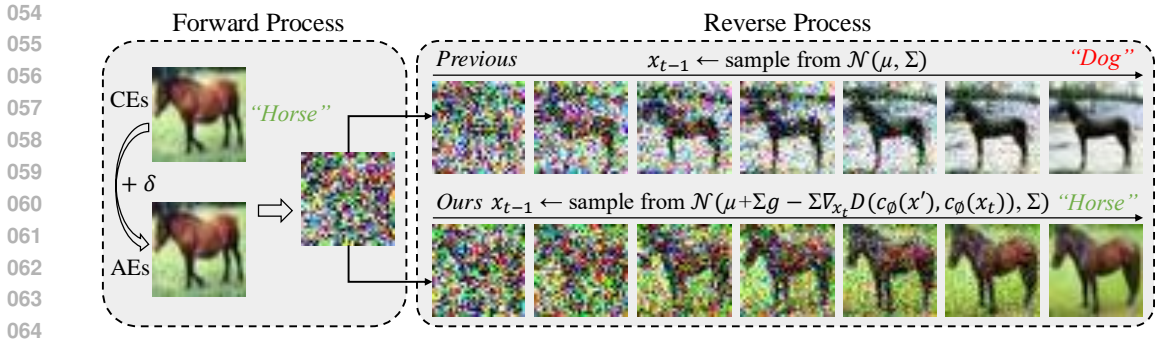 054
055
056
057
058
059
060
061
062
063
064
Forward Process
CEs
"Horse"
+ δ
AEs
Reverse Process
Previous x_{t−1} ← sample from 𝒩(μ, Σ) "Dog"
Ours x_{t−1} ← sample from 𝒩(μ+Σg − Σ∇_{x_t}D(c_∅(x′), c_∅(x_t)), Σ) "Horse"